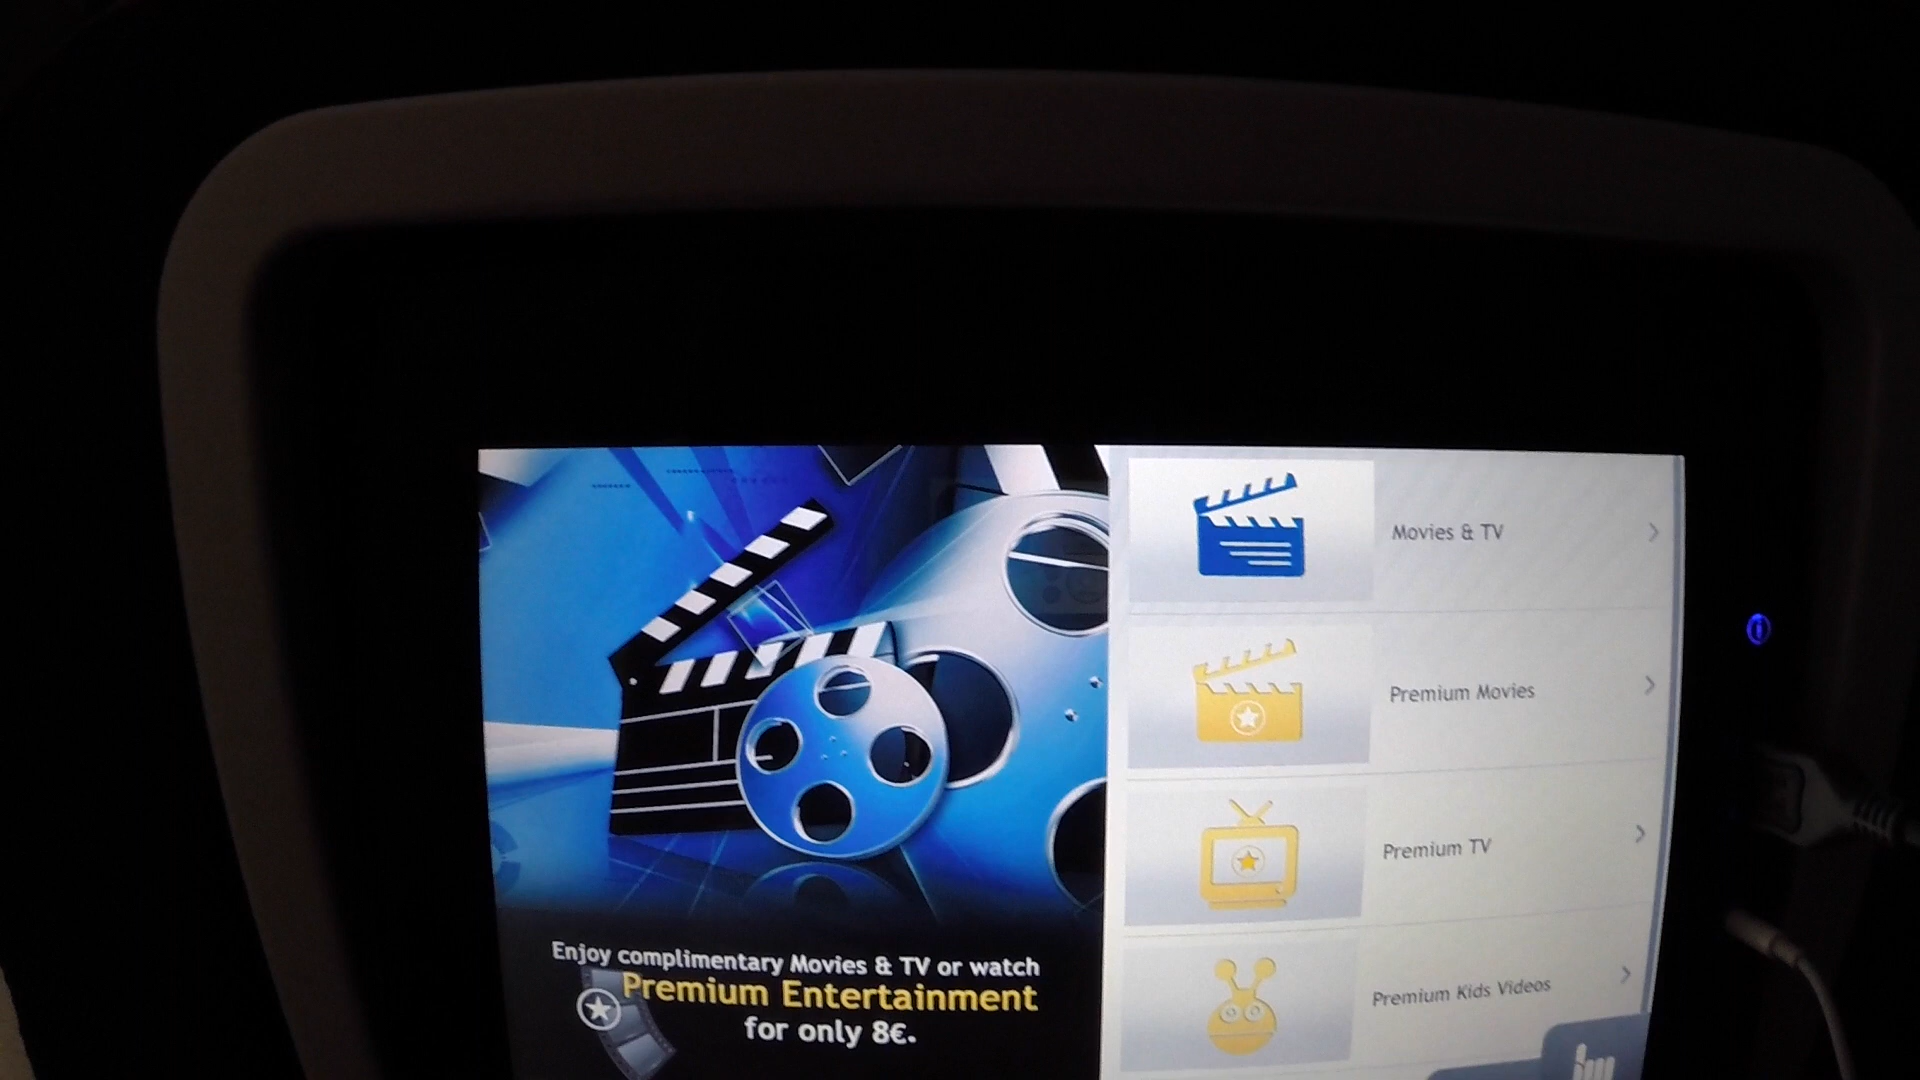 Movies & TV
Premium Movies
Premium TV
Premium Kids Videos
Enjoy complimentary Movies & TV or watch
Premium Entertainment
for only 8€.